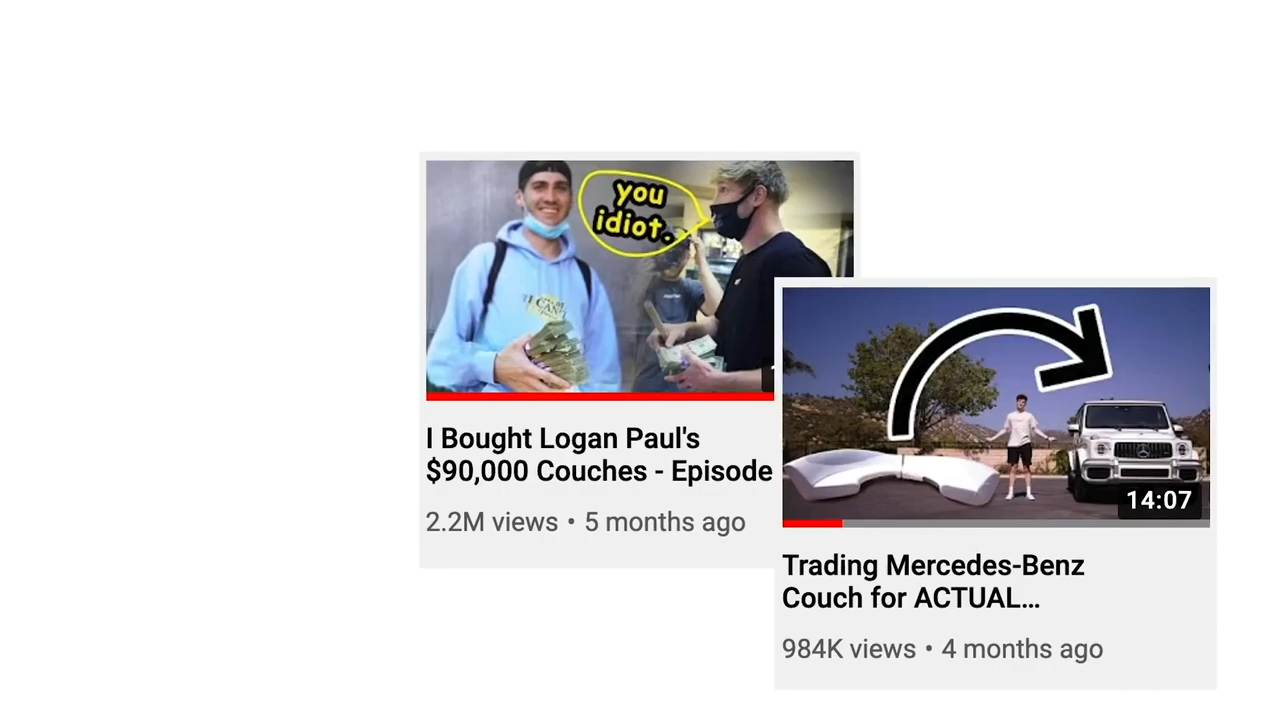 you
idiot.
I Bought Logan Paul's
$90,000 Couches - Episode
2.2M views • 5 months ago
14:07
Trading Mercedes-Benz
Couch for ACTUAL...
984K views • 4 months ago